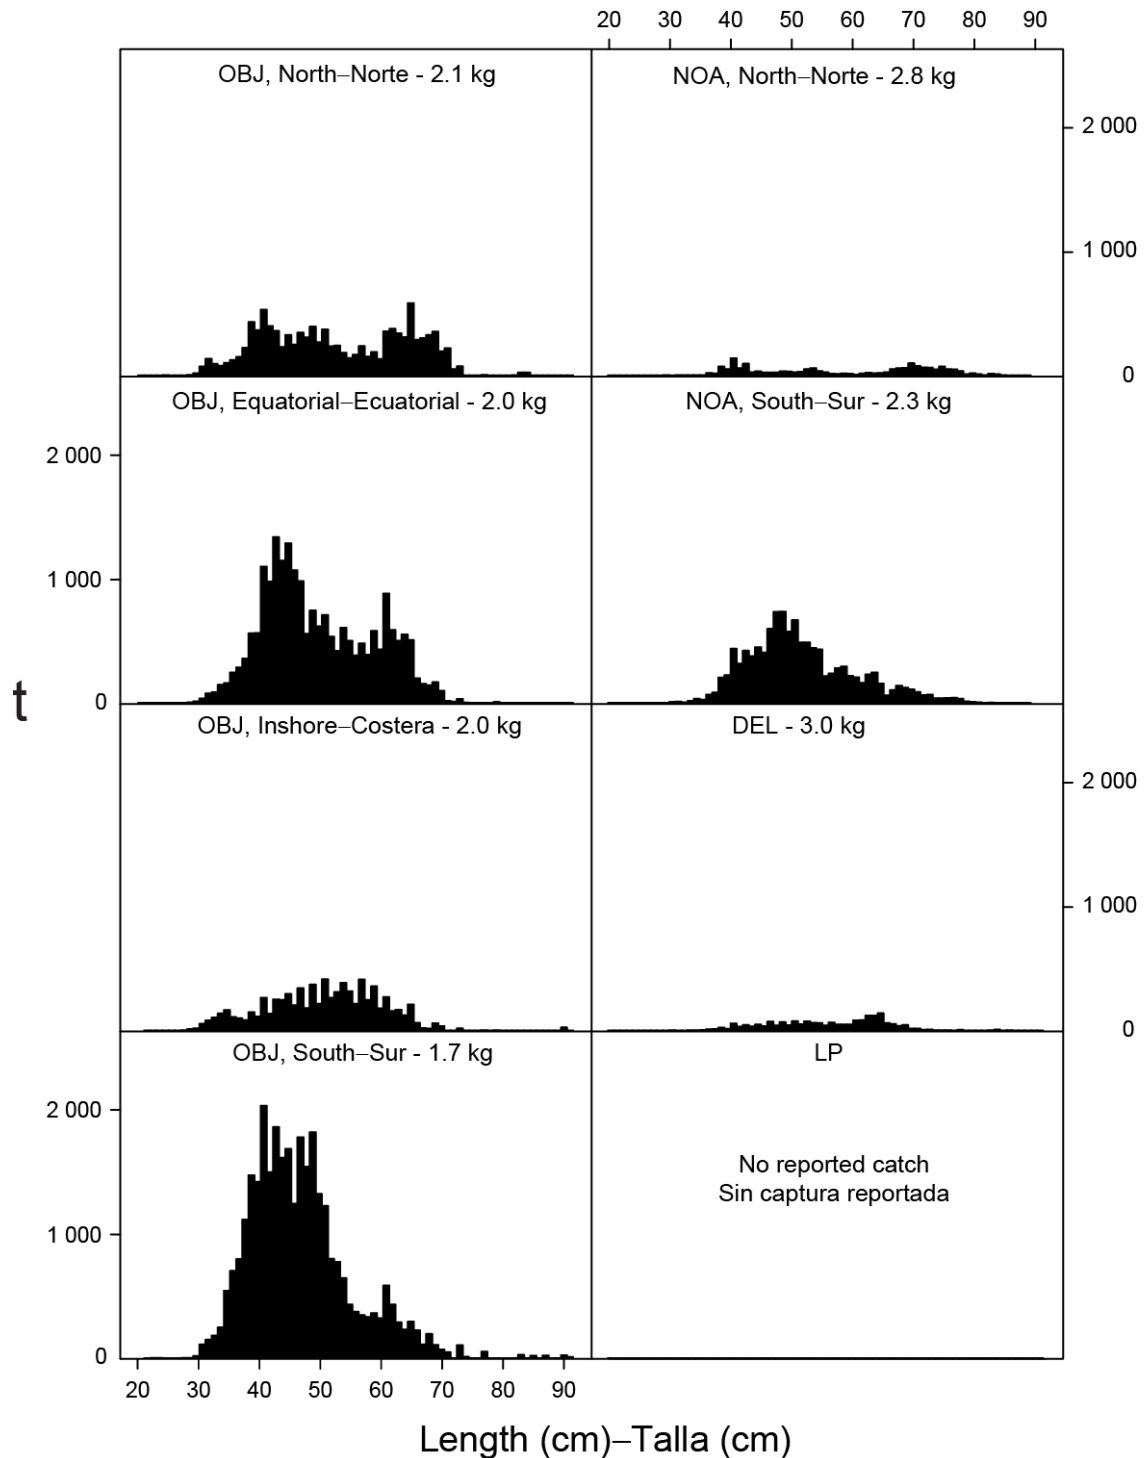 20 30 40 50 60 70 80 90
OBJ, North–Norte - 2.1 kg
NOA, North–Norte - 2.8 kg
2 000
1 000
0
OBJ, Equatorial–Ecuatorial - 2.0 kg
NOA, South–Sur - 2.3 kg
2 000
1 000
0
t
OBJ, Inshore–Costera - 2.0 kg
DEL - 3.0 kg
2 000
1 000
0
OBJ, South–Sur - 1.7 kg
LP
2 000
No reported catch
Sin captura reportada
1 000
0
20 30 40 50 60 70 80 90
Length (cm)–Talla (cm)